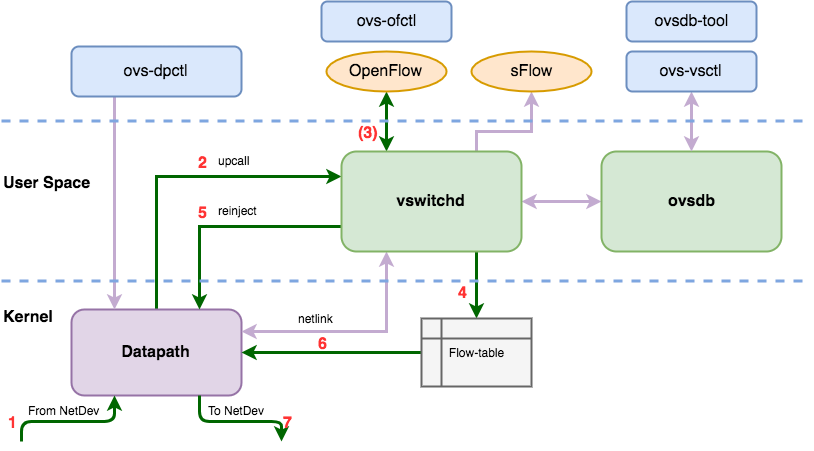 ovs-ofctl
ovsdb-tool
ovs-dpctl
OpenFlow
sFlow
ovs-vsctl
(3)
User Space
2 upcall
vswitchd
ovsdb
5 reinject
4
Kernel
netlink
6
Datapath
Flow-table
1 From NetDev
To NetDev 7